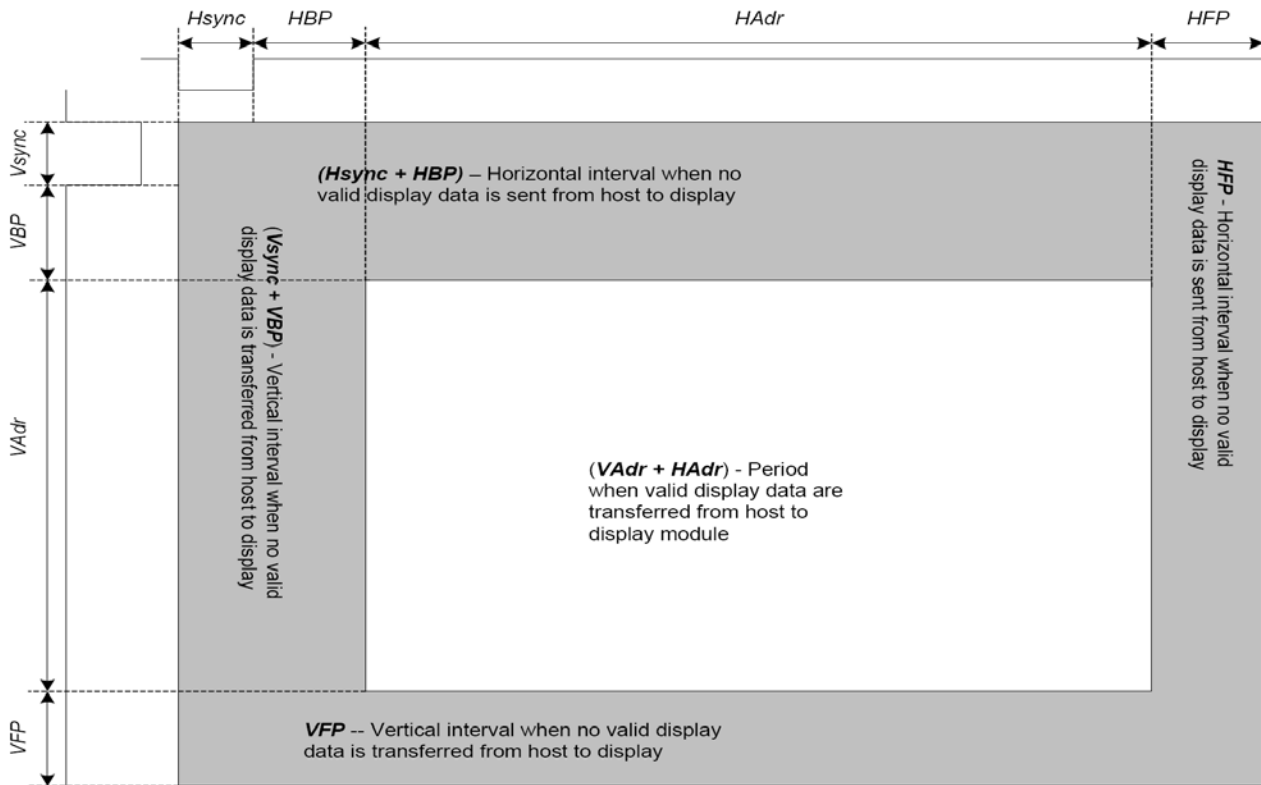 Hsync HBP HAdr HFP
Vsync
VBP
VAdr
VFP
(Hsync + HBP) – Horizontal interval when no
valid display data is sent from host to display
(Vsync + VBP) - Vertical interval when no valid
display data is transferred from host to display
(VAdr + HAdr) - Period
when valid display data are
transferred from host to
display module
HFP - Horizontal interval when no valid
display data is sent from host to display
VFP -- Vertical interval when no valid display
data is transferred from host to display